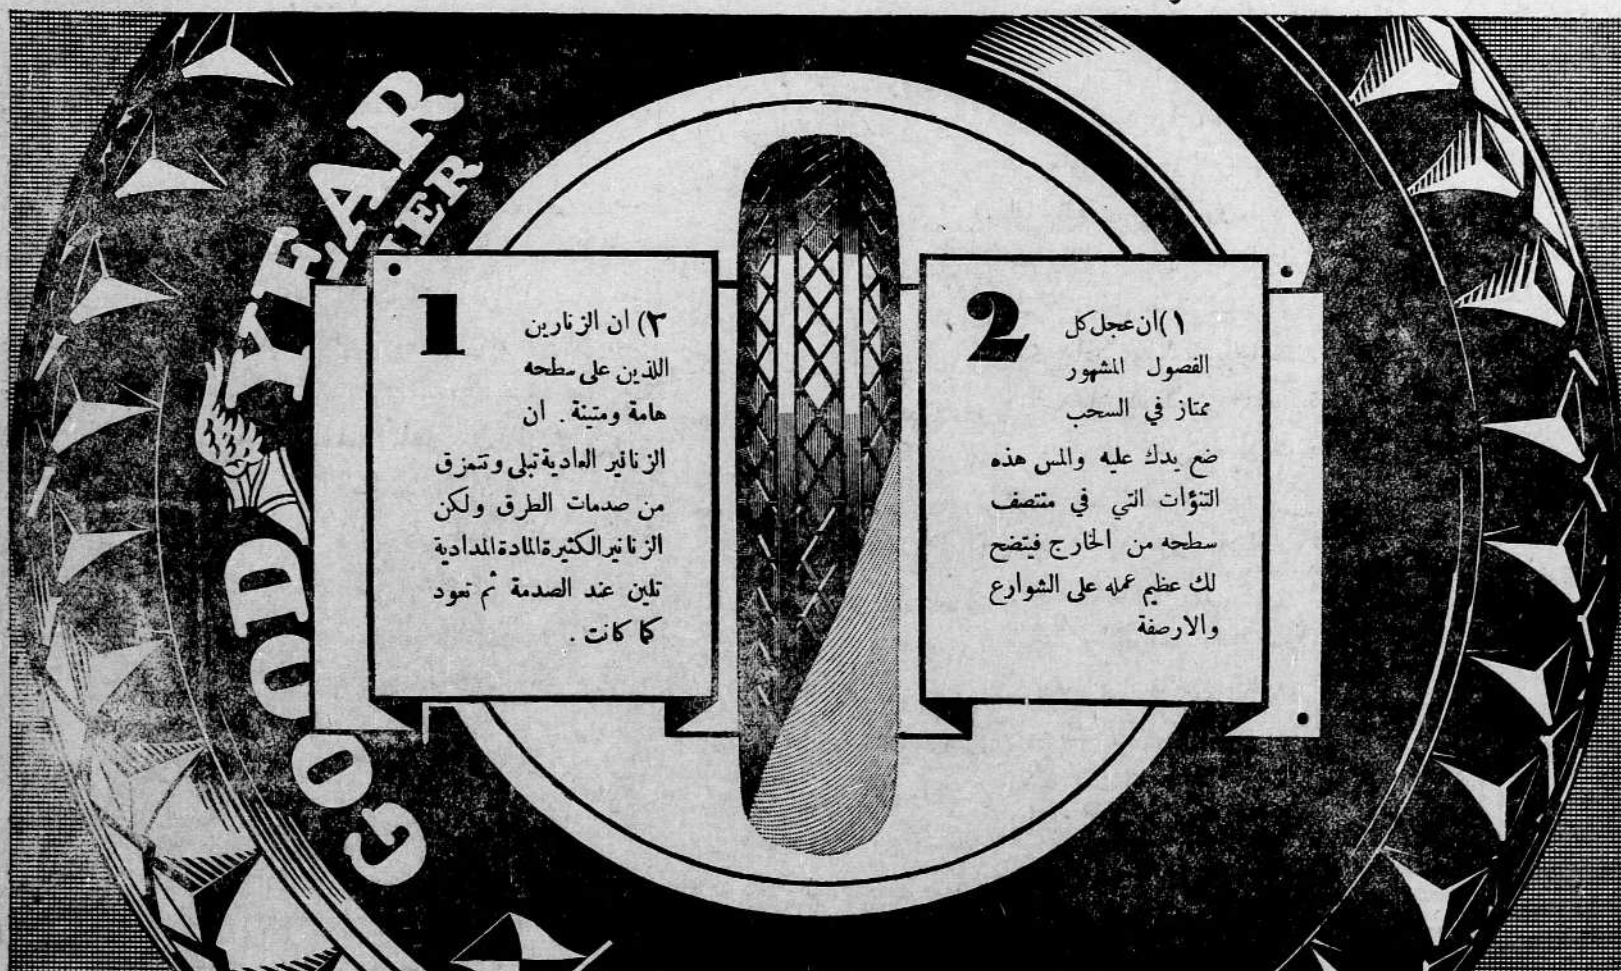 GOOD YEAR
2
١) ان عجل كل
الفصول المشهور
ممتاز في السحب
ضع يدك عليه والمس هذه
التنؤات التي في منتصف
سطحه من الخارج فيتضح
لك عظيم عمله على الشوارع
والارصفة
1
٢) ان الزنارين
اللذين على سطحه
هامة ومتينة . ان
الزنانير العادية تبلى وتتمزق
من صدمات الطرق ولكن
الزنانير الكثيرة المادة المدادية
تلين عند الصدمة ثم تعود
كما كانت .